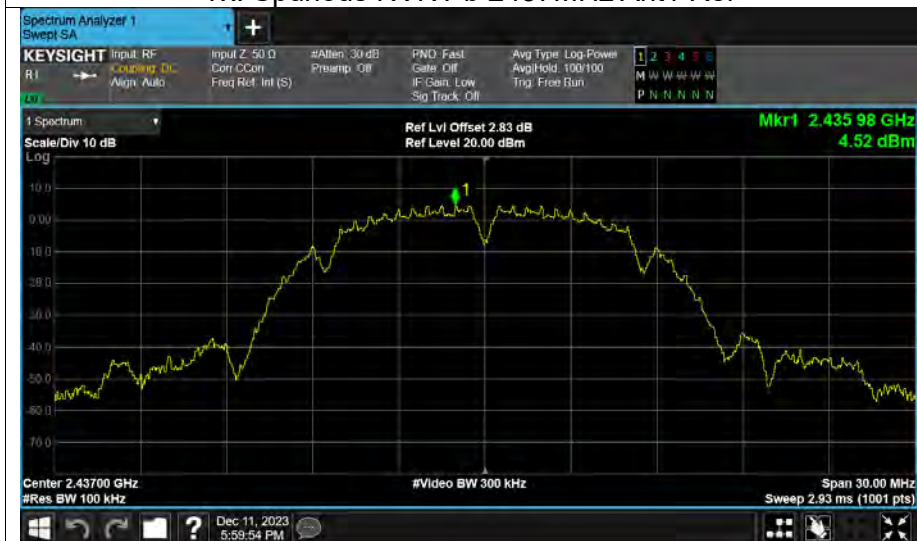 Spectrum Analyzer 1
Swept SA
+
KEYSIGHT Input: RF Input Z: 50 Ω #Atten: 30 dB PNO: Fast Avg Type: Log-Power 1 2 3 4 5 6
Coupling: DC Corr CCorr Preamp: Off Gate: Off Avg|Hold: 100/100 M W W W W W
Align: Auto Freq Ref: Int (S) IF Gain: Low Trig: Free Run
Sig Track: Off P N N N N N
1 Spectrum Ref Lvl Offset 2.83 dB Mkr1 2.435 98 GHz
Scale/Div 10 dB Ref Level 20.00 dBm 4.52 dBm
Log
10.0
1
0.00
-40.0
-50.0
-60.0
-70.0
Center 2.43700 GHz #Video BW 300 kHz Span 30.00 MHz
#Res BW 100 kHz Sweep 2.93 ms (1001 pts)
? Dec 11, 2023
5:59:54 PM